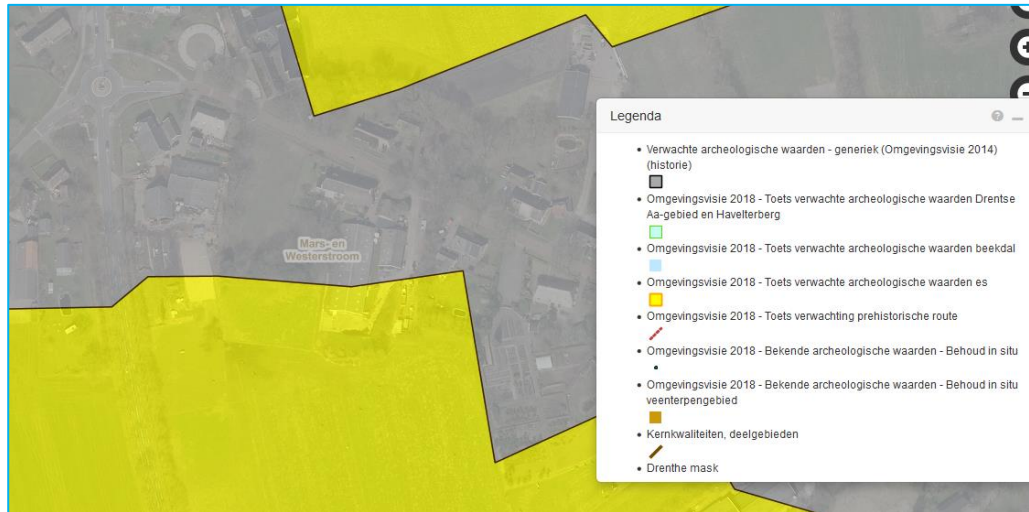 Mars- en
Westerstroom
Legenda
• Verwachte archeologische waarden - generiek (Omgevingsvisie 2014)
(historie)
• Omgevingsvisie 2018 - Toets verwachte archeologische waarden Drentse
Aa-gebied en Havelterberg
• Omgevingsvisie 2018 - Toets verwachte archeologische waarden beekdal
• Omgevingsvisie 2018 - Toets verwachte archeologische waarden es
• Omgevingsvisie 2018 - Toets verwachting prehistorische route
• Omgevingsvisie 2018 - Bekende archeologische waarden - Behoud in situ
• Omgevingsvisie 2018 - Bekende archeologische waarden - Behoud in situ
veenterpengebied
• Kernkwaliteiten, deelgebieden
• Drenthe mask